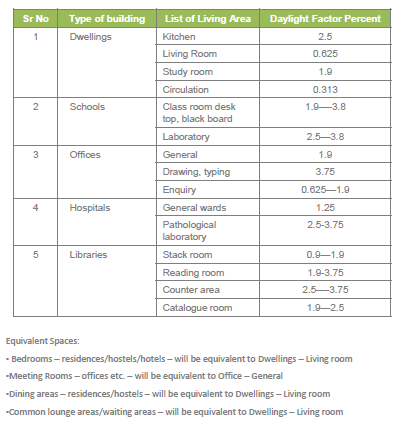 Sr No Type of building List of Living Area Daylight Factor Percent
1 Dwellings Kitchen 2.5
Living Room 0.625
Study room 1.9
Circulation 0.313
2 Schools Class room desk 1.9—3.8
top, black board
Laboratory 2.5—3.8
3 Offices General 1.9
Drawing, typing 3.75
Enquiry 0.625—1.9
4 Hospitals General wards 1.25
Pathological 2.5-3.75
laboratory
5 Libraries Stack room 0.9—1.9
Reading room 1.9-3.75
Counter area 2.5—3.75
Catalogue room 1.9—2.5
Equivalent Spaces:
• Bedrooms – residences/hostels/hotels – will be equivalent to Dwellings – Living room
•Meeting Rooms – offices etc. – will be equivalent to Office – General
•Dining areas – residences/hostels – will be equivalent to Dwellings – Living room
•Common lounge areas/waiting areas – will be equivalent to Dwellings – Living room